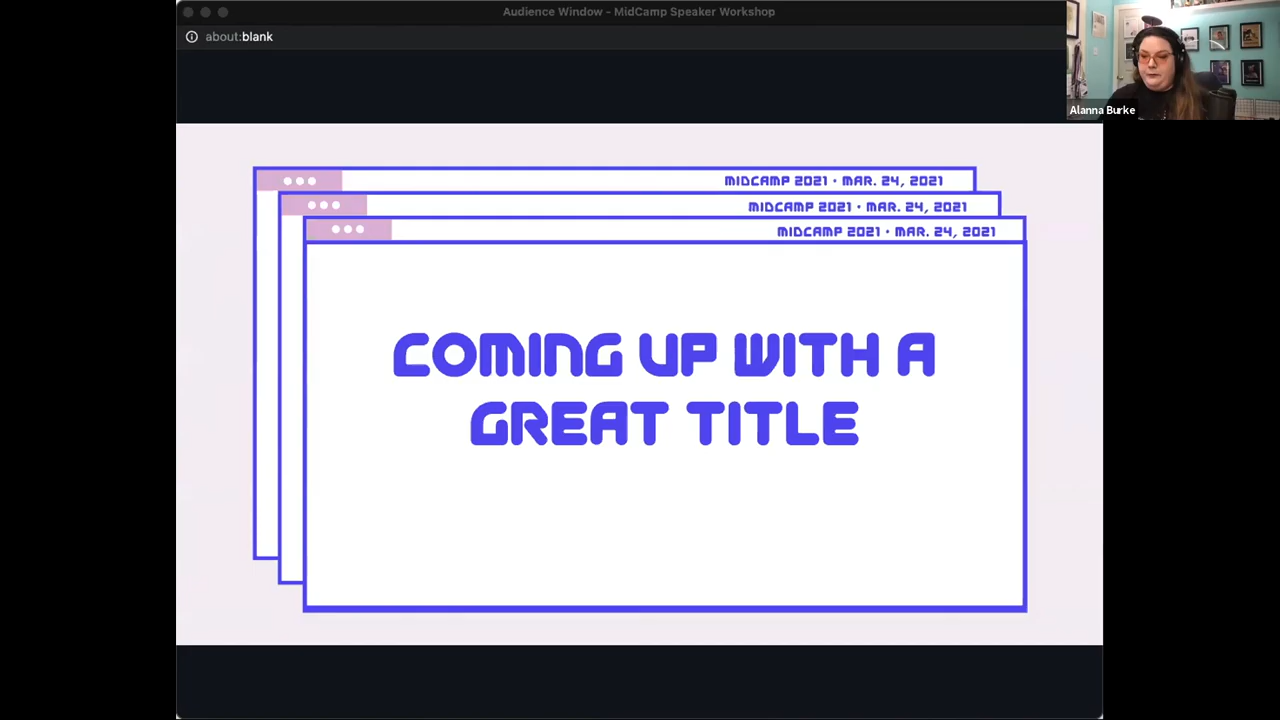 Audience Window - MidCamp Speaker Workshop
about:blank
Alanna Burke
MIDCAMP 2021 • MAR. 24, 2021
MIDCAMP 2021 • MAR. 24, 2021
MIDCAMP 2021 • MAR. 24, 2021
COMING UP WITH A
GREAT TITLE